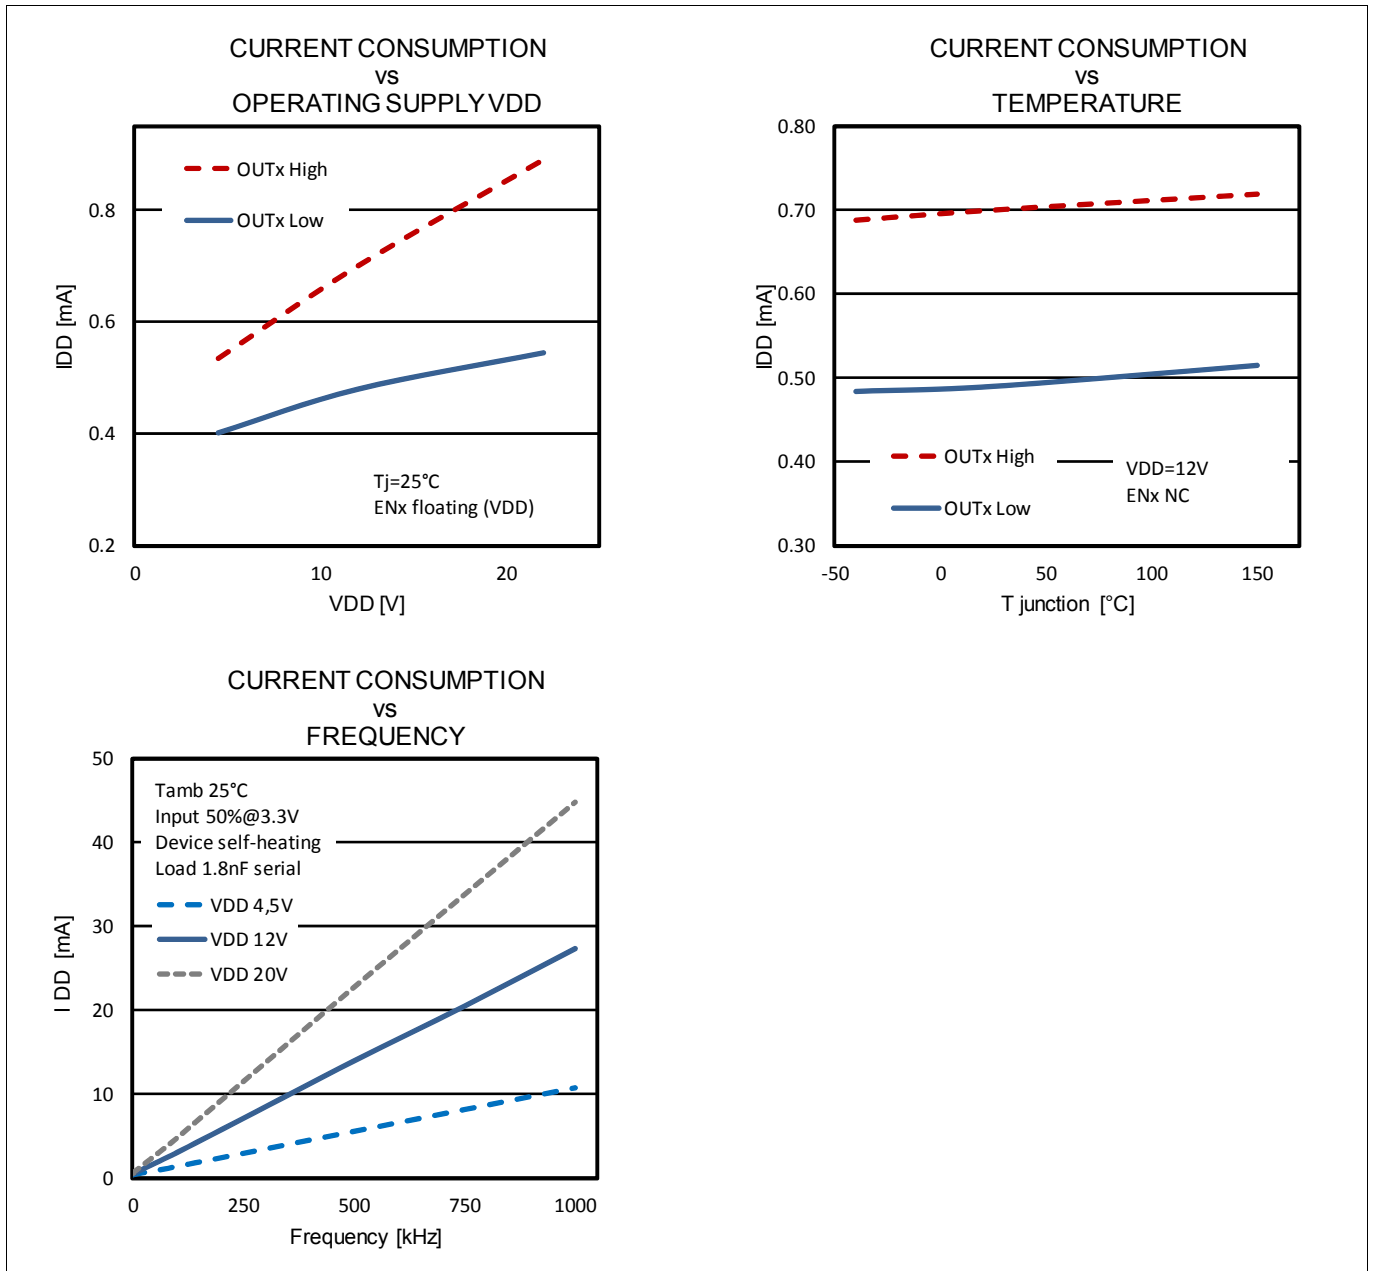 CURRENT CONSUMPTION
vs
OPERATING SUPPLY VDD
OUTx High
OUTx Low
0.8
0.6
0.4
0.2
IDD [mA]
Tj=25°C
ENx floating (VDD)
0 10 20
VDD [V]
CURRENT CONSUMPTION
vs
TEMPERATURE
0.80
0.70
0.60
0.50
0.40
0.30
IDD [mA]
OUTx High
OUTx Low
VDD=12V
ENx NC
-50 0 50 100 150
T junction [°C]
CURRENT CONSUMPTION
vs
FREQUENCY
50
40
30
20
10
0
I DD [mA]
Tamb 25°C
Input 50%@3.3V
Device self-heating
Load 1.8nF serial
VDD 4,5V
VDD 12V
VDD 20V
0 250 500 750 1000
Frequency [kHz]